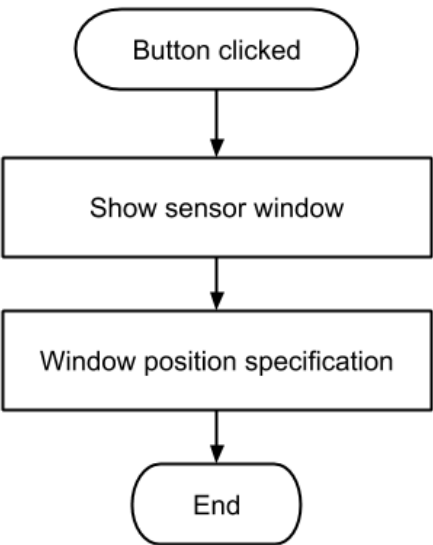 Button clicked
Show sensor window
Window position specification
End